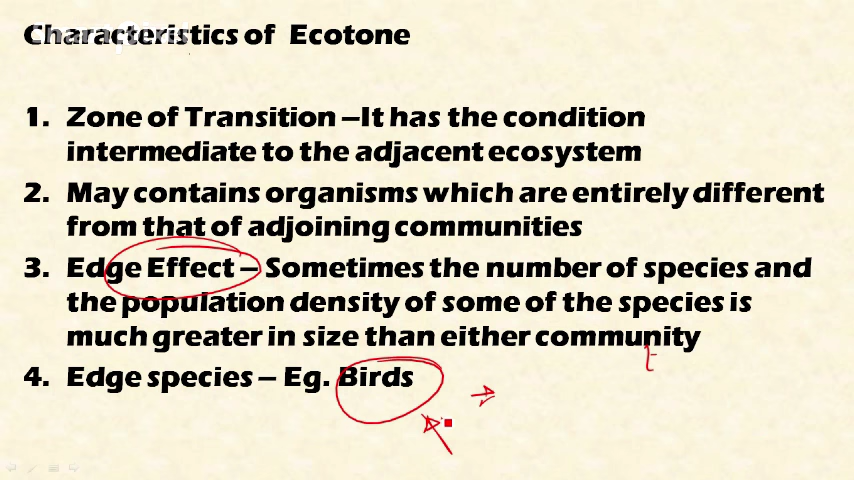 Characteristics of Ecotone
1. Zone of Transition –It has the condition
intermediate to the adjacent ecosystem
2. May contains organisms which are entirely different
from that of adjoining communities
3. Edge Effect – Sometimes the number of species and
the population density of some of the species is
much greater in size than either community
4. Edge species – Eg. Birds